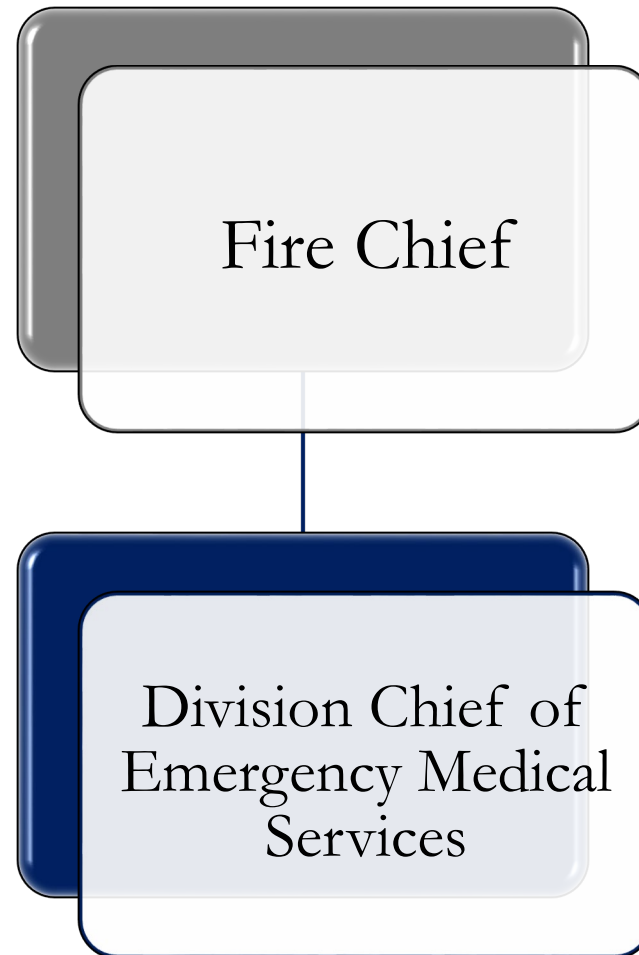 Fire Chief
Division Chief of
Emergency Medical
Services